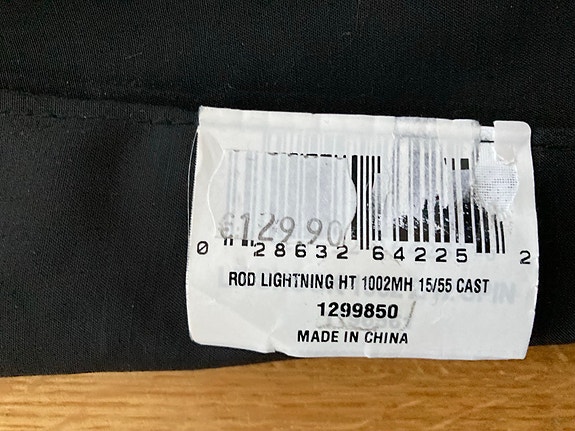 €129.90
0 28632 64225 2
ROD LIGHTNING HT 1002MH 15/55 CAST
1299850
MADE IN CHINA